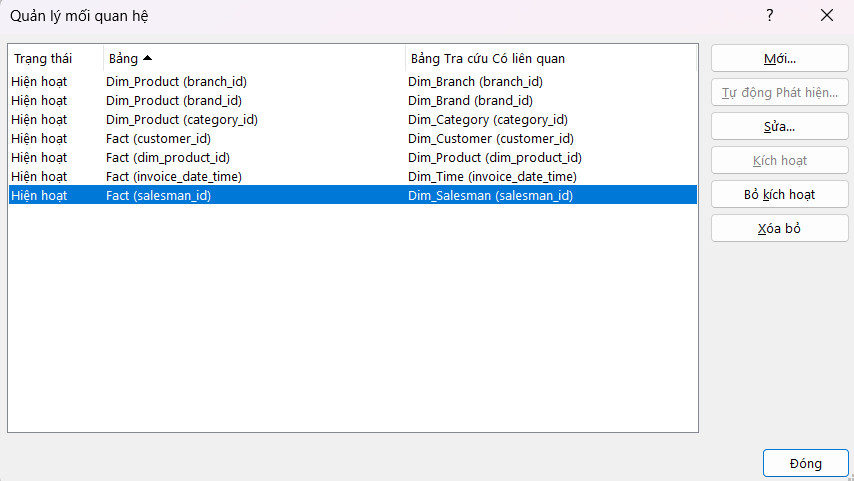 Quản lý mối quan hệ
?
Trạng thái Bảng Bảng Tra cứu Có liên quan
Hiện hoạt Dim_Product (branch_id) Dim_Branch (branch_id)
Hiện hoạt Dim_Product (brand_id) Dim_Brand (brand_id)
Hiện hoạt Dim_Product (category_id) Dim_Category (category_id)
Hiện hoạt Fact (customer_id) Dim_Customer (customer_id)
Hiện hoạt Fact (dim_product_id) Dim_Product (dim_product_id)
Hiện hoạt Fact (invoice_date_time) Dim_Time (invoice_date_time)
Hiện hoạt Fact (salesman_id) Dim_Salesman (salesman_id)
Mới...
Tự động Phát hiện...
Sửa...
Kích hoạt
Bỏ kích hoạt
Xóa bỏ
Đóng